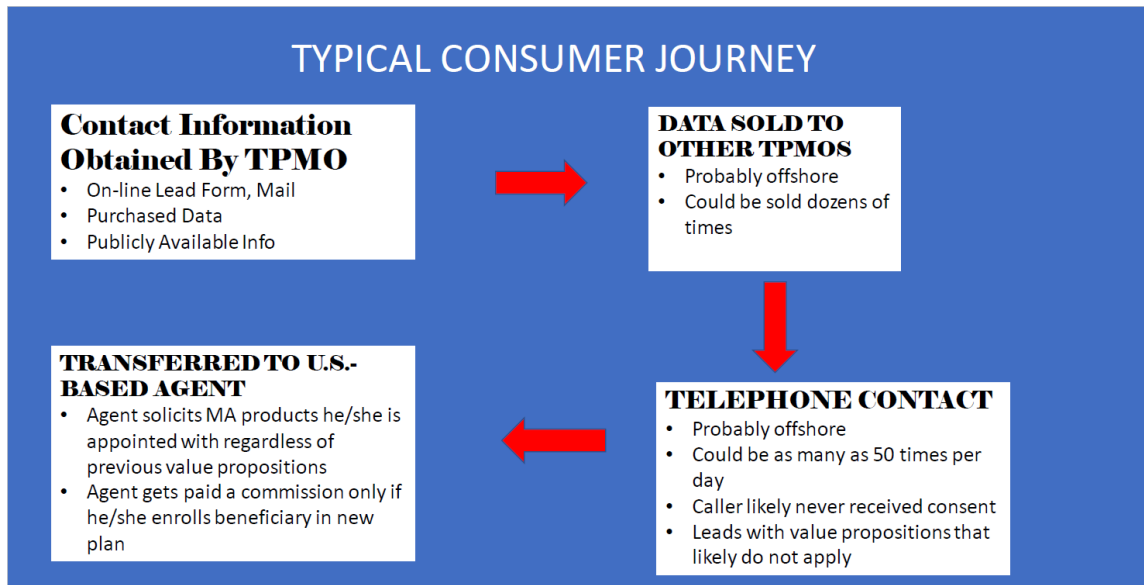 TYPICAL CONSUMER JOURNEY
Contact Information
Obtained By TPMO
• On-line Lead Form, Mail
• Purchased Data
• Publicly Available Info
DATA SOLD TO
OTHER TPMOS
• Probably offshore
• Could be sold dozens of
times
TELEPHONE CONTACT
• Probably offshore
• Could be as many as 50 times per
day
• Caller likely never received consent
• Leads with value propositions that
likely do not apply
TRANSFERRED TO U.S.-
BASED AGENT
• Agent solicits MA products he/she is
appointed with regardless of
previous value propositions
• Agent gets paid a commission only if
he/she enrolls beneficiary in new
plan